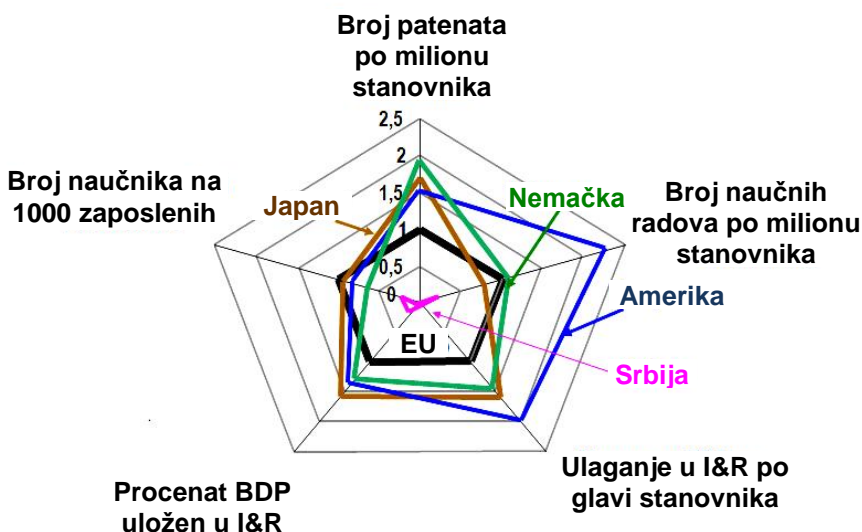 Broj patenata
po milionu
stanovnika
2,5
2
1,5
1
0,5
0
Broj naučnika na
1000 zaposlenih
Japan
Nemačka
Broj naučnih
radova po milionu
stanovnika
Amerika
EU
Srbija
Procenat BDP
uložen u I&R
Ulaganje u I&R po
glavi stanovnika